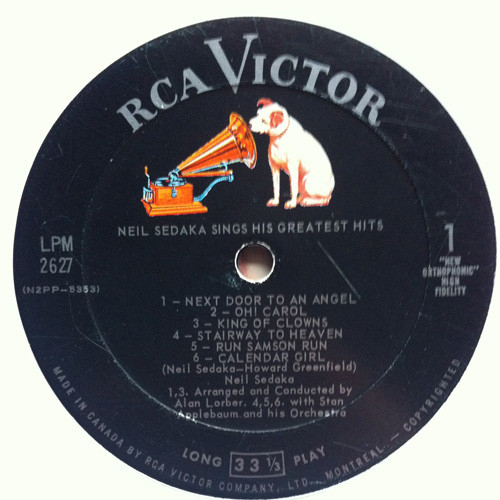 RCA VICTOR
NEIL SEDAKA SINGS HIS GREATEST HITS
LPM
2627
(N2PP-5353)
1
"NEW
ORTHOPHONIC"
HIGH
FIDELITY
1 – NEXT DOOR TO AN ANGEL
2 – OH! CAROL
3 – KING OF CLOWNS
4 – STAIRWAY TO HEAVEN
5 – RUN SAMSON RUN
6 – CALENDAR GIRL
(Neil Sedaka—Howard Greenfield)
Neil Sedaka
1,3. Arranged and Conducted by
Alan Lorber. 4,5,6. with Stan
Applebaum and his Orchestra
LONG 33 1/3 PLAY
MADE IN CANADA BY RCA VICTOR COMPANY, LTD., MONTREAL. — COPYRIGHTED